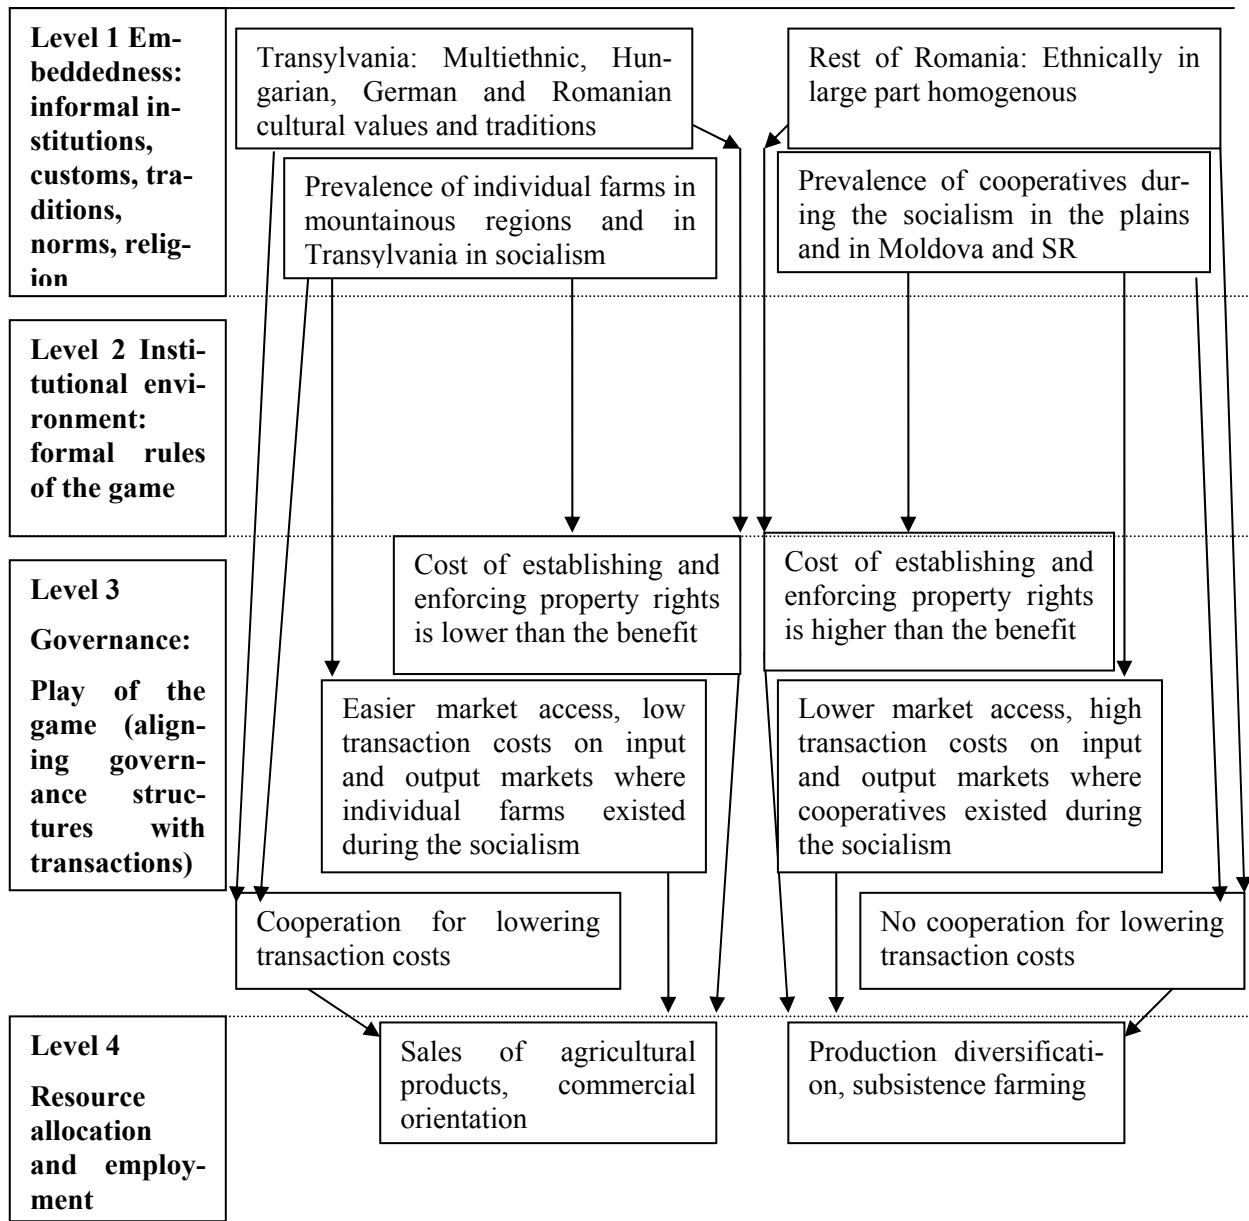 Level 1 Em-
beddedness:
informal in-
stitutions,
customs, tra-
ditions,
norms, relig-
ion
Transylvania: Multiethnic, Hun-
garian, German and Romanian
cultural values and traditions
Rest of Romania: Ethnically in
large part homogenous
Prevalence of individual farms in
mountainous regions and in
Transylvania in socialism
Prevalence of cooperatives dur-
ing the socialism in the plains
and in Moldova and SR
Level 2 Insti-
tutional envi-
ronment:
formal rules
of the game
Level 3
Governance:
Play of the
game (align-
ing govern-
ance struc-
tures with
transactions)
Cost of establishing and
enforcing property rights
is lower than the benefit
Cost of establishing and
enforcing property rights
is higher than the benefit
Easier market access, low
transaction costs on input
and output markets where
individual farms existed
during the socialism
Lower market access, high
transaction costs on input
and output markets where
cooperatives existed during
the socialism
Cooperation for lowering
transaction costs
No cooperation for lowering
transaction costs
Level 4
Resource
allocation
and employ-
ment
Sales of agricultural
products, commercial
orientation
Production diversificati-
on, subsistence farming